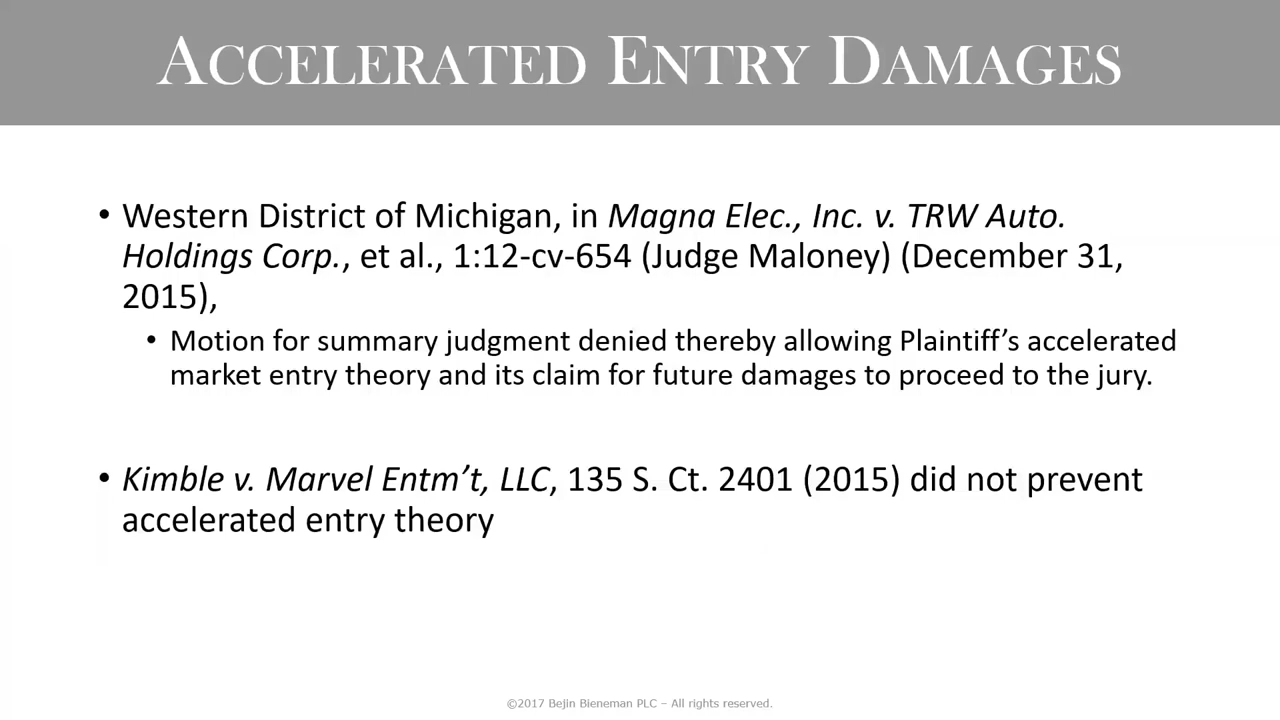 ACCELERATED ENTRY DAMAGES
• Western District of Michigan, in Magna Elec., Inc. v. TRW Auto.
Holdings Corp., et al., 1:12-cv-654 (Judge Maloney) (December 31,
2015),
• Motion for summary judgment denied thereby allowing Plaintiff’s accelerated
market entry theory and its claim for future damages to proceed to the jury.
• Kimble v. Marvel Entm’t, LLC, 135 S. Ct. 2401 (2015) did not prevent
accelerated entry theory
©2017 Bejin Bieneman PLC – All rights reserved.